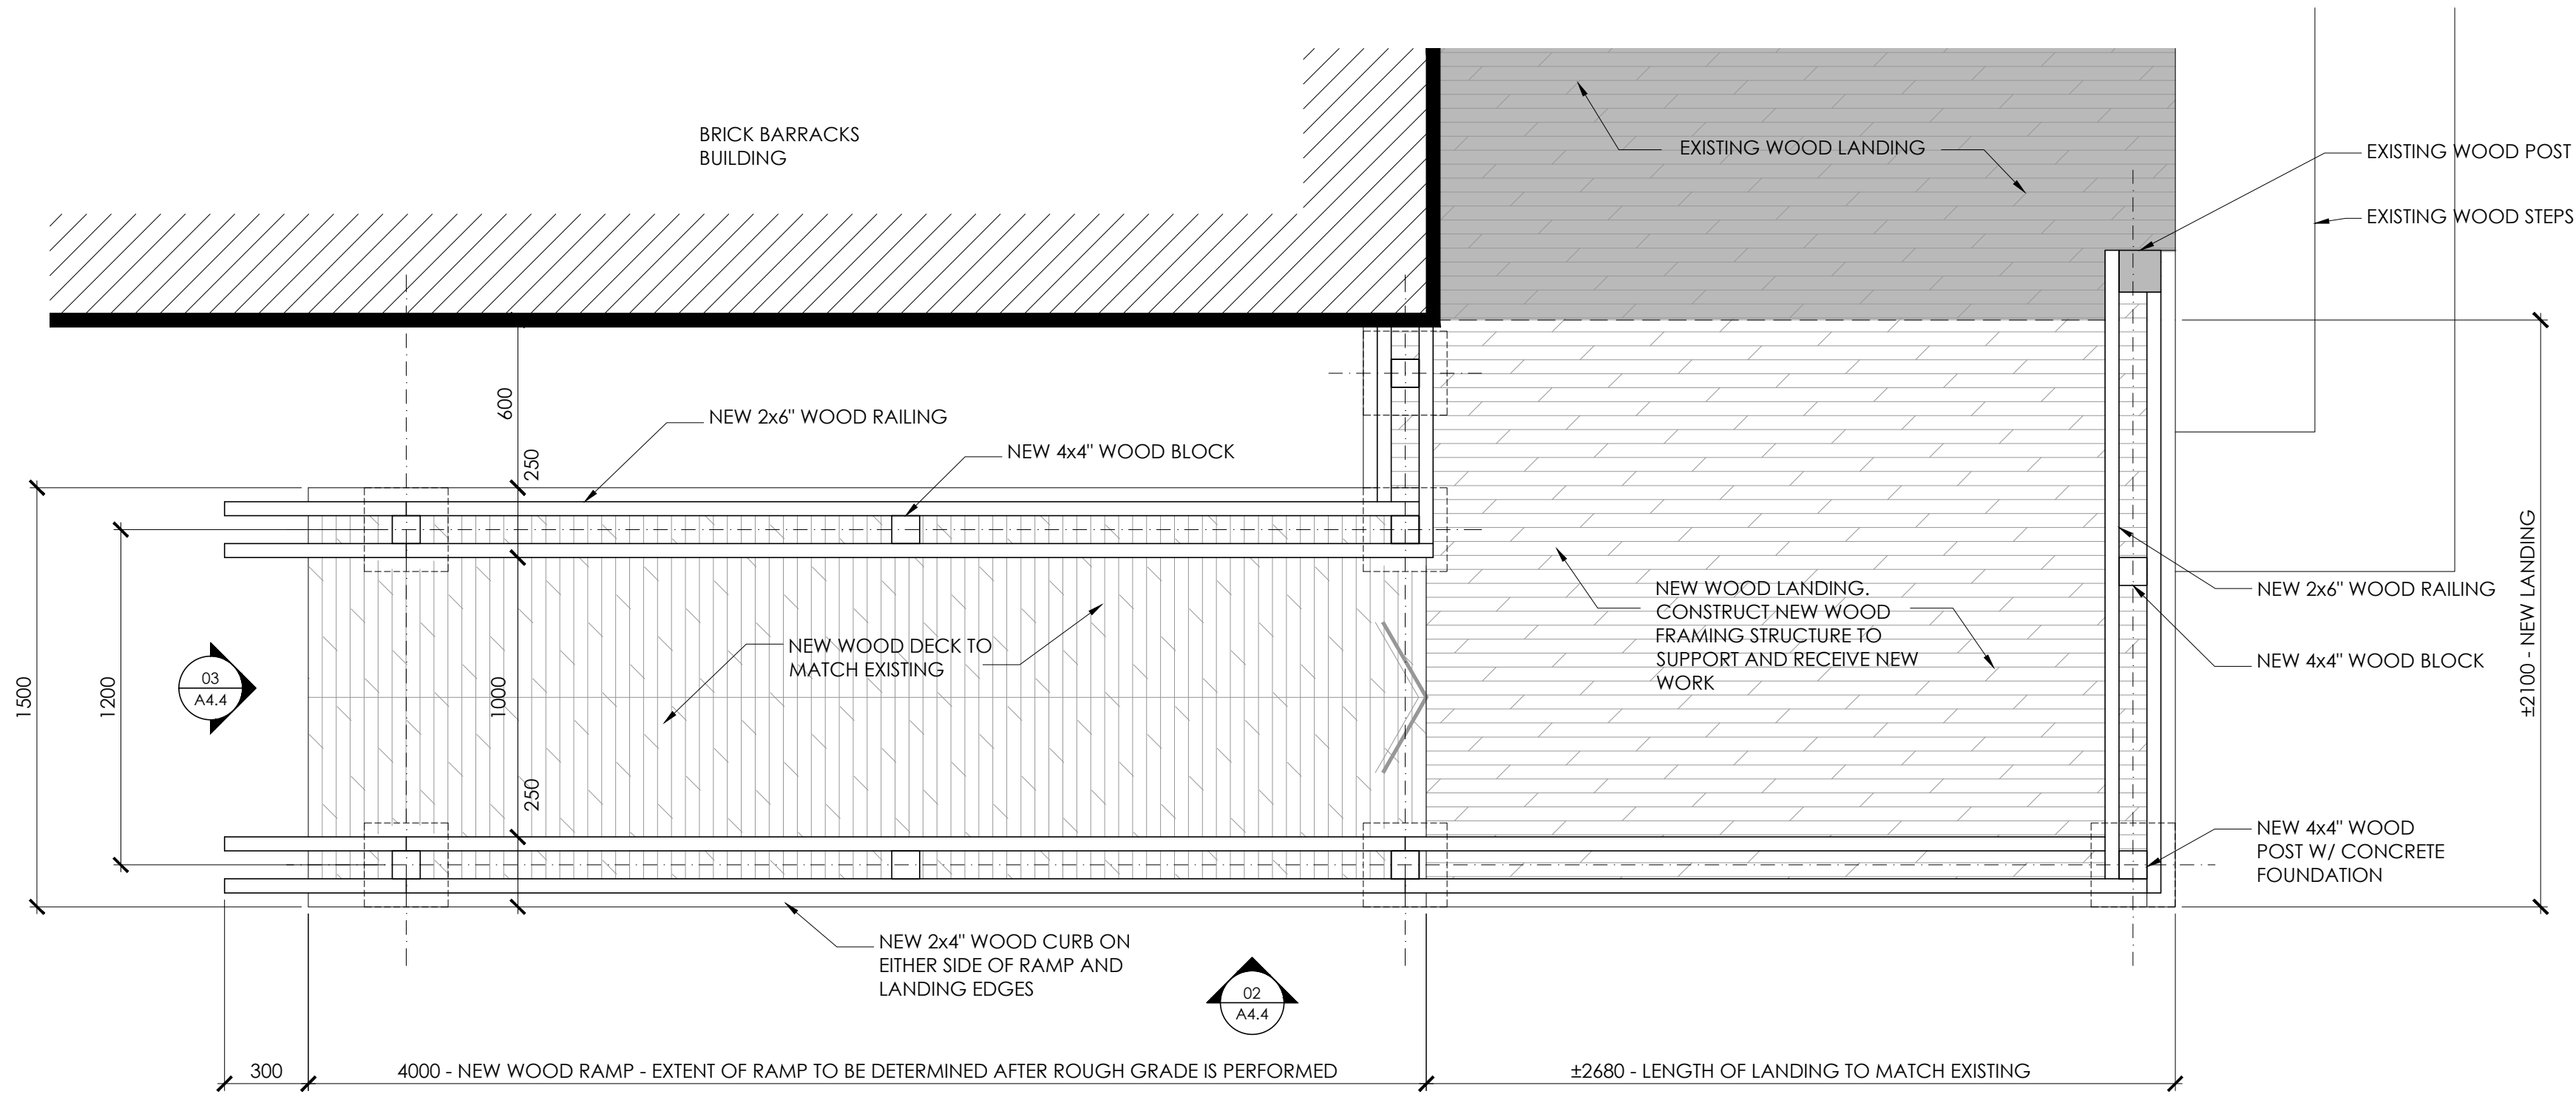 BRICK BARRACKS
BUILDING
EXISTING WOOD LANDING
EXISTING WOOD POST
EXISTING WOOD STEPS
600
250
NEW 2x6" WOOD RAILING
NEW 4x4" WOOD BLOCK
1500
1200
03
A4.4
1000
250
NEW WOOD DECK TO
MATCH EXISTING
NEW WOOD LANDING.
CONSTRUCT NEW WOOD
FRAMING STRUCTURE TO
SUPPORT AND RECEIVE NEW
WORK
±2100 - NEW LANDING
NEW 2x6" WOOD RAILING
NEW 4x4" WOOD BLOCK
NEW 4x4" WOOD
POST W/ CONCRETE
FOUNDATION
NEW 2x4" WOOD CURB ON
EITHER SIDE OF RAMP AND
LANDING EDGES
02
A4.4
300
4000 - NEW WOOD RAMP - EXTENT OF RAMP TO BE DETERMINED AFTER ROUGH GRADE IS PERFORMED
±2680 - LENGTH OF LANDING TO MATCH EXISTING